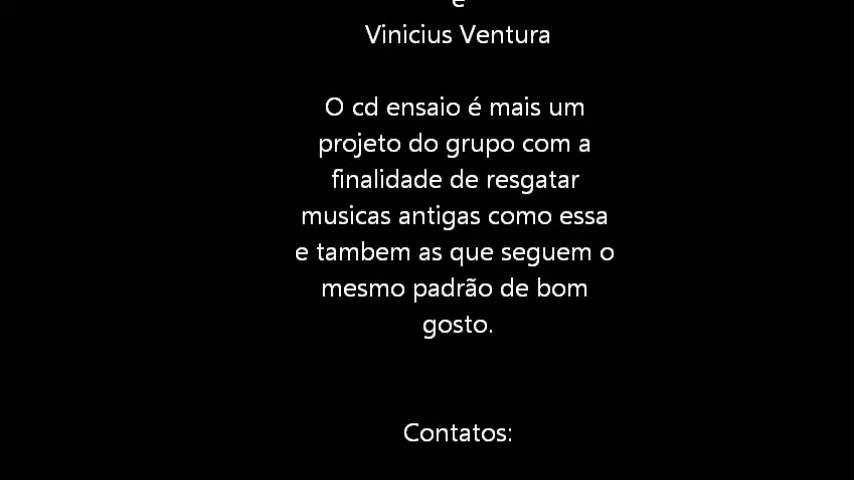 e
Vinicius Ventura
O cd ensaio é mais um
projeto do grupo com a
finalidade de resgatar
musicas antigas como essa
e tambem as que seguem o
mesmo padrão de bom
gosto.
Contatos: